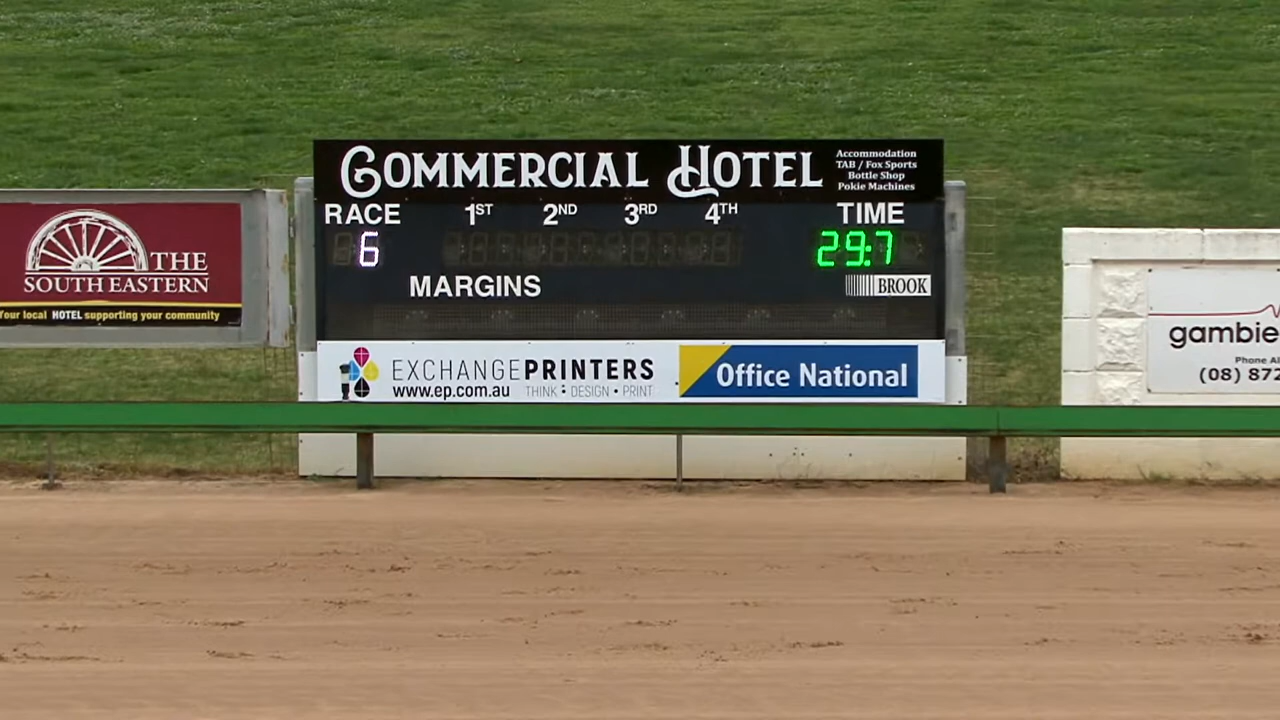 COMMERCIAL HOTEL
Accommodation
TAB / Fox Sports
Bottle Shop
Pokie Machines
RACE 1ST 2ND 3RD 4TH TIME
6 29:7
MARGINS
BROOK
THE
SOUTH EASTERN
Your local HOTEL supporting your community
EXCHANGEPRINTERS
www.ep.com.au THINK : DESIGN • PRINT
Office National
gambie
Phone
(08) 872